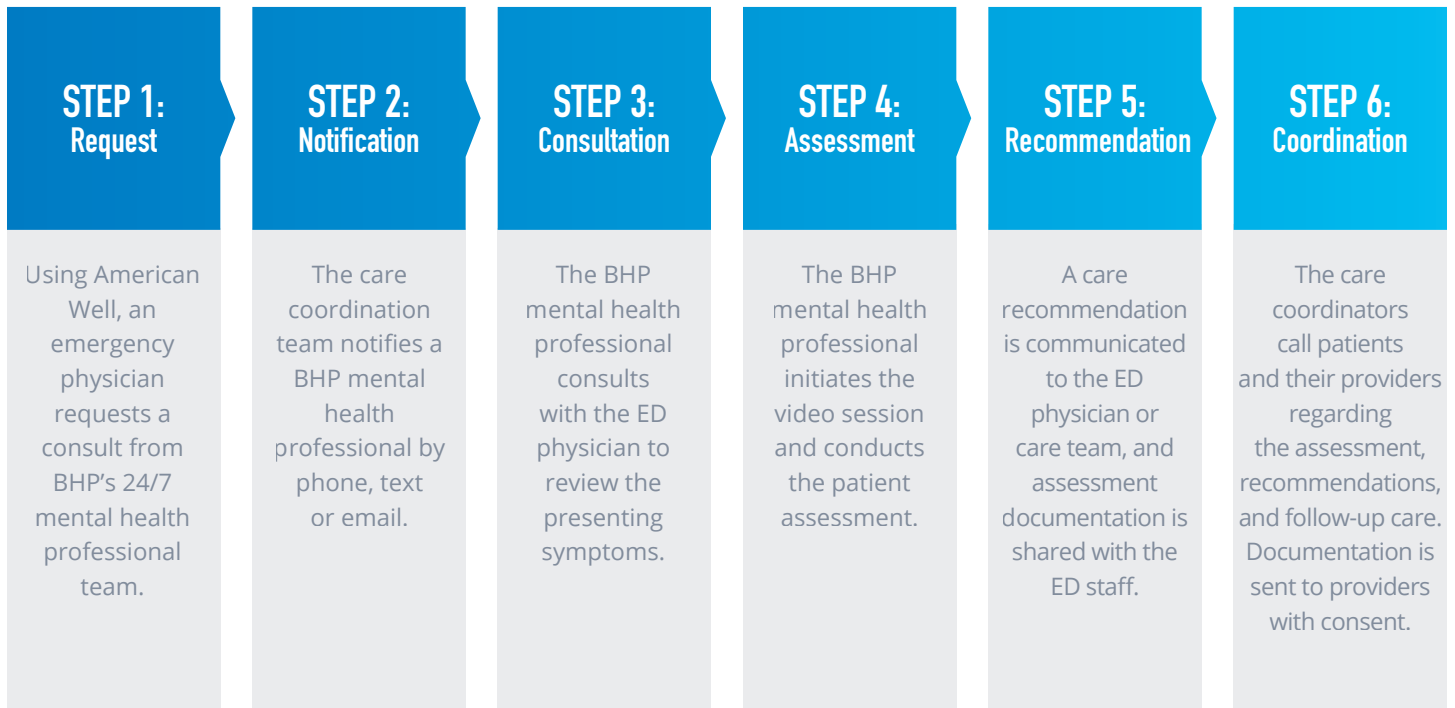 STEP 1:
Request
Using American
Well, an
emergency
physician
requests a
consult from
BHP’s 24/7
mental health
professional
team.
STEP 2:
Notification
The care
coordination
team notifies a
BHP mental
health
professional by
phone, text
or email.
STEP 3:
Consultation
The BHP
mental health
professional
consults
with the ED
physician to
review the
presenting
symptoms.
STEP 4:
Assessment
The BHP
mental health
professional
initiates the
video session
and conducts
the patient
assessment.
STEP 5:
Recommendation
A care
recommendation
is communicated
to the ED
physician or
care team, and
assessment
documentation is
shared with the
ED staff.
STEP 6:
Coordination
The care
coordinators
call patients
and their providers
regarding
the assessment,
recommendations,
and follow-up care.
Documentation is
sent to providers
with consent.